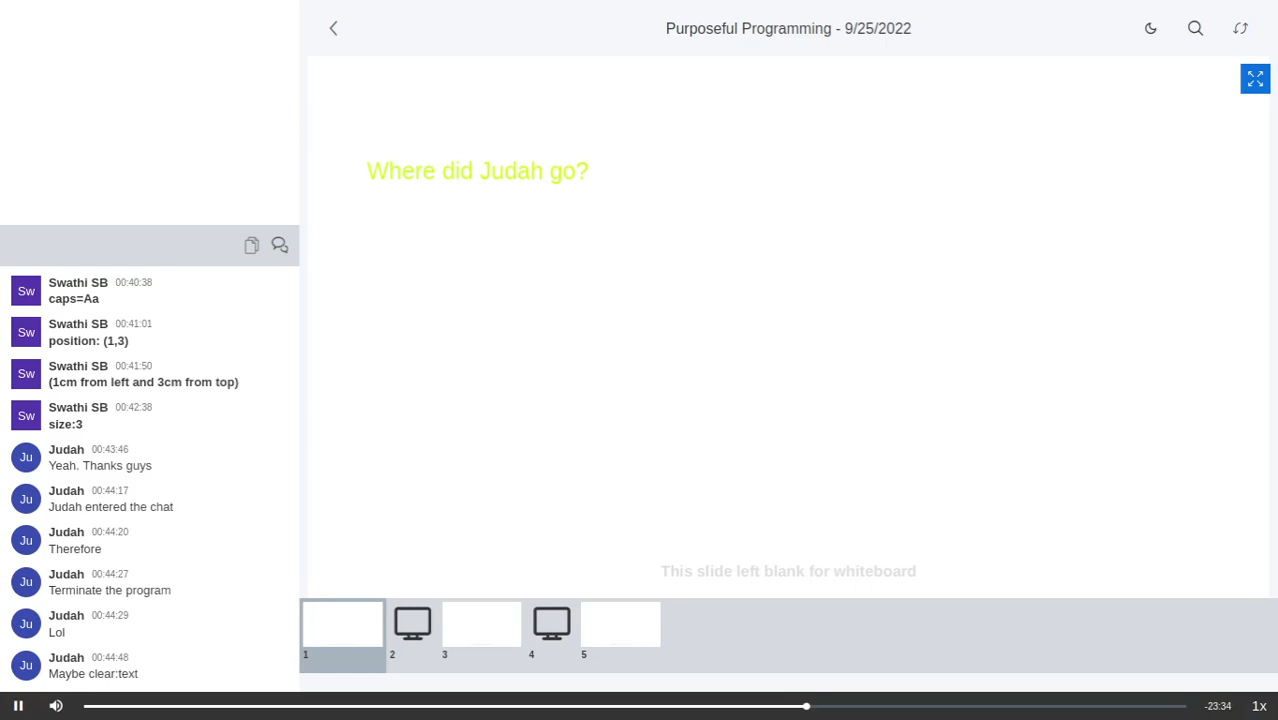 Purposeful Programming - 9/25/2022
Where did Judah go?
Sw
Swathi SB 00:40:38
caps=Aa
Sw
Swathi SB 00:41:01
position: (1,3)
Sw
Swathi SB 00:41:50
(1cm from left and 3cm from top)
Sw
Swathi SB 00:42:38
size:3
Ju
Judah 00:43:46
Yeah. Thanks guys
Ju
Judah 00:44:17
Judah entered the chat
Ju
Judah 00:44:20
Therefore
Ju
Judah 00:44:27
Terminate the program
Ju
Judah 00:44:29
Lol
Ju
Judah 00:44:48
Maybe clear:text
This slide left blank for whiteboard
1 2 3 4 5
-23:34 1x